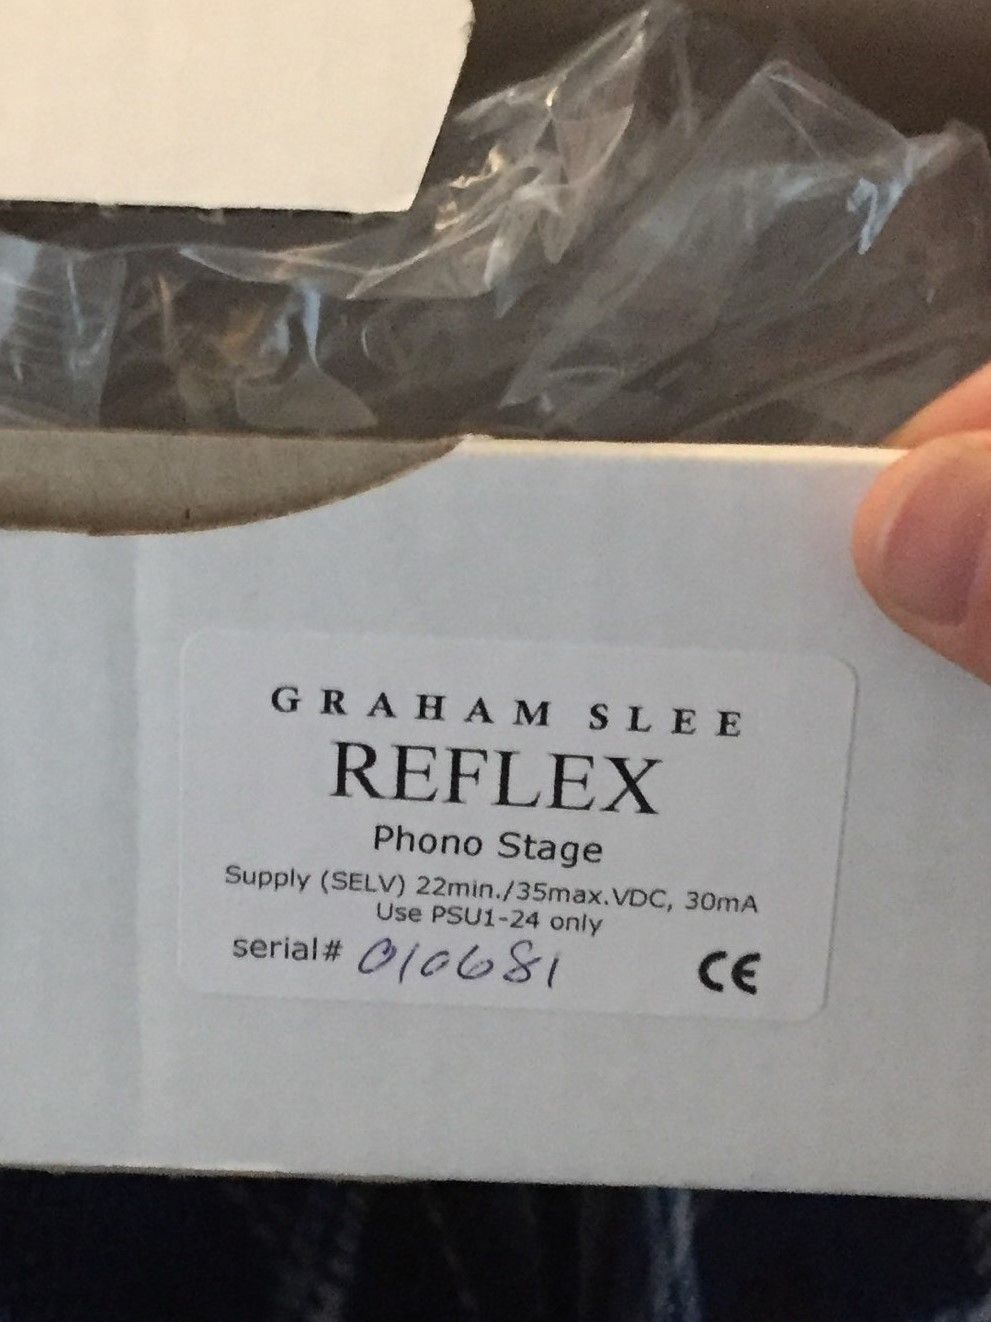 GRAHAM SLEE
REFLEX
Phono Stage
Supply (SELV) 22min./35max.VDC, 30mA
Use PSU1-24 only
serial# 010681
CE